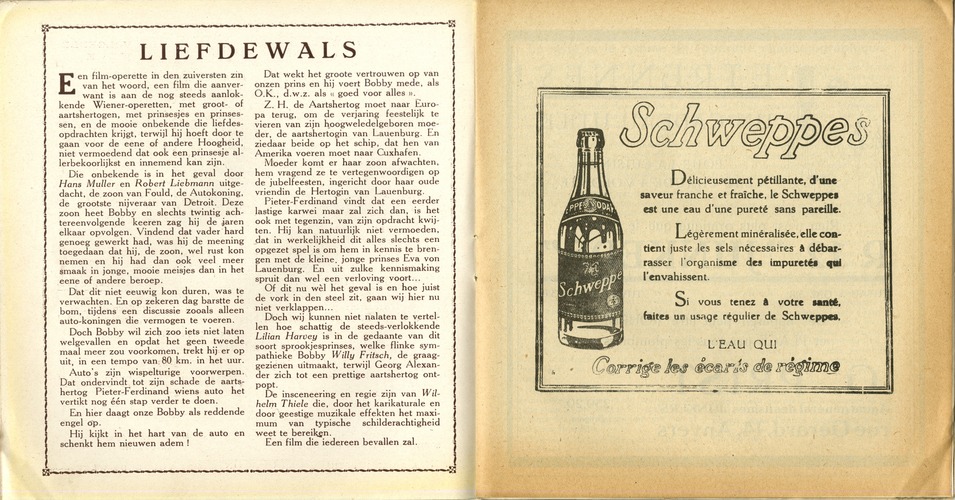 LIEFDEWALS
Een film-operette in den zuiversten zin
van het woord, een film die aanver-
want is aan de nog steeds aanlok-
kende Wiener-operetten, met groot- of
aartshertogen, met prinsesjes en prinses-
sen, en de mooie onbekende die liefdes-
opdrachten krijgt, terwijl hij hoeft door te
gaan voor de eene of andere Hoogheid,
niet vermoedend dat ook een prinsesje al-
lerbekoorlijkst en innemend kan zijn.
Die onbekende is in het geval door
Hans Muller en Robert Liebmann uitge-
dacht, de zoon van Fould, de Autokoning,
de grootste nijveraar van Detroit. Deze
zoon heet Bobby en slechts twintig ach-
tereenvolgende keeren zag hij de jaren
elkaar opvolgen. Vindend dat vader hard
genoeg gewerkt had, was hij de meening
toegedaan dat hij, de zoon, wel rust kon
nemen en hij had dan ook veel meer
smaak in jonge, mooie meisjes dan in het
eene of andere beroep.
Dat dit niet eeuwig kon duren, was te
verwachten. En op zekeren dag barstte de
bom, tijdens een discussie zooals alleen
auto-koningen die vermogen te voeren.
Doch Bobby wil zich zoo iets niet laten
welgevallen en opdat het geen tweede
maal meer zou voorkomen, trekt hij er op
uit, in een tempo van 80 km. in het uur.
Auto's zijn wispelturige voorwerpen.
Dat ondervindt tot zijn schade de aarts-
hertog Pieter-Ferdinand wiens auto het
vertikt nog één stap verder te doen.
En hier daagt onze Bobby als reddende
engel op.
Hij kijkt in het hart van de auto en
schenkt hem nieuwen adem !
Dat wekt het groote vertrouwen op van
onzen prins en hij voert Bobby mede, als
O.K., d.w.z. als « goed voor alles ».
Z. H. de Aartshertog moet naar Euro-
pa terug, om de verjaring feestelijk te
vieren van zijn hoogweledelgeboren moe-
der, de aartshertogin van Lauenburg. En
ziedaar beide op het schip, dat hen van
Amerika voeren moet naar Cuxhafen.
Moeder komt er haar zoon afwachten,
hem vragend ze te vertegenwoordigen op
de jubelfeesten, ingericht door haar oude
vriendin de Hertogin van Lauenburg.
Pieter-Ferdinand vindt dat een eerder
lastige karwei maar zal zich dan, is het
ook met tegenzin, van zijn opdracht kwij-
ten. Hij kan natuurlijk niet vermoeden,
dat in werkelijkheid dit alles slechts een
opgezet spel is om hem in kennis te bren-
gen met de kleine, jonge prinses Eva von
Lauenburg. En uit zulke kennismaking
spruit dan wel een verloving voort...
Of dit nu wèl het geval is en hoe juist
de vork in den steel zit, gaan wij hier nu
niet verklappen...
Doch wij kunnen niet nalaten te vertel-
len hoe schattig de steeds-verlokkende
Lilian Harvey is in de gedaante van dit
soort sprookjesprinses, welke flinke sym-
pathieke Bobby Willy Fritsch, de graag-
geziene uitmaakt, terwijl Georg Alexan-
der zich tot een prettige aartshertog ont-
popt.
De insceneering en regie zijn van Wil-
helm Thiele die, door het karikaturale en
door geestige muzikale effekten het maxi-
mum van typische schilderachtigheid
weet te bereiken.
Een film die iedereen bevallen zal.
Schweppes
Délicieusement pétillante, d'une
saveur franche et fraîche, le Schweppes
est une eau d'une pureté sans pareille.
Légèrement minéralisée, elle con-
tient juste les sels nécessaires à débar-
rasser l'organisme des impuretés qui
l'envahissent.
Si vous tenez à votre santé,
faites un usage régulier de Schweppes.
L'EAU QUI
Corrige les écarts de régime